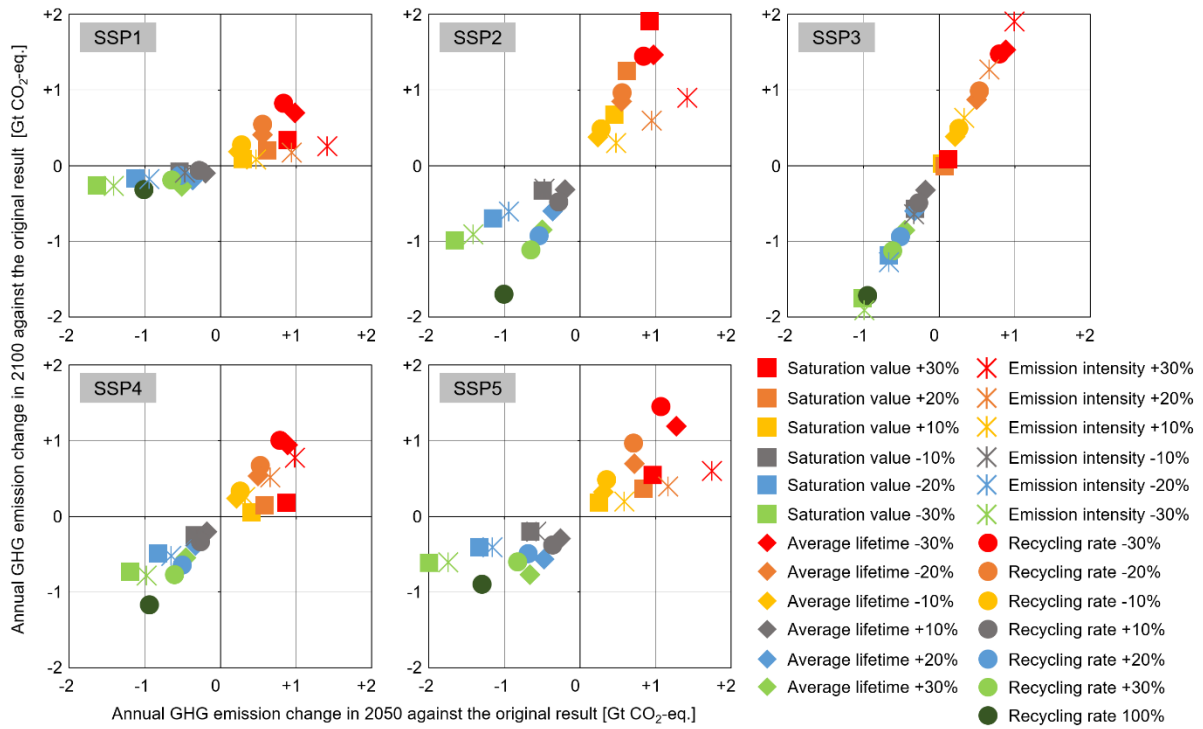 Annual GHG emission change in 2100 against the original result [Gt CO2-eq.]
SSP1
+2
+1
0
-1
-2
-2
-1
0
+1
+2
SSP2
+2
+1
0
-1
-2
-2
-1
0
+1
+2
SSP3
+2
+1
0
-1
-2
-2
-1
0
+1
+2
SSP4
+2
+1
0
-1
-2
-2
-1
0
+1
+2
SSP5
+2
+1
0
-1
-2
-2
-1
0
+1
+2
Saturation value +30%
Saturation value +20%
Saturation value +10%
Saturation value -10%
Saturation value -20%
Saturation value -30%
Average lifetime -30%
Average lifetime -20%
Average lifetime -10%
Average lifetime +10%
Average lifetime +20%
Average lifetime +30%
Emission intensity +30%
Emission intensity +20%
Emission intensity +10%
Emission intensity -10%
Emission intensity -20%
Emission intensity -30%
Recycling rate -30%
Recycling rate -20%
Recycling rate -10%
Recycling rate +10%
Recycling rate +20%
Recycling rate +30%
Recycling rate 100%
Annual GHG emission change in 2050 against the original result [Gt CO2-eq.]